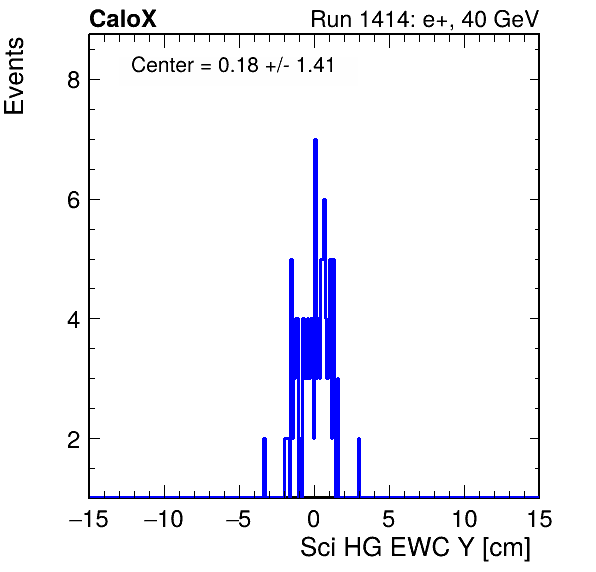 CaloX
Run 1414: e+, 40 GeV
Events
Center = 0.18 +/- 1.41
8
6
4
2
−15 −10 −5 0 5 10 15
Sci HG EWC Y [cm]